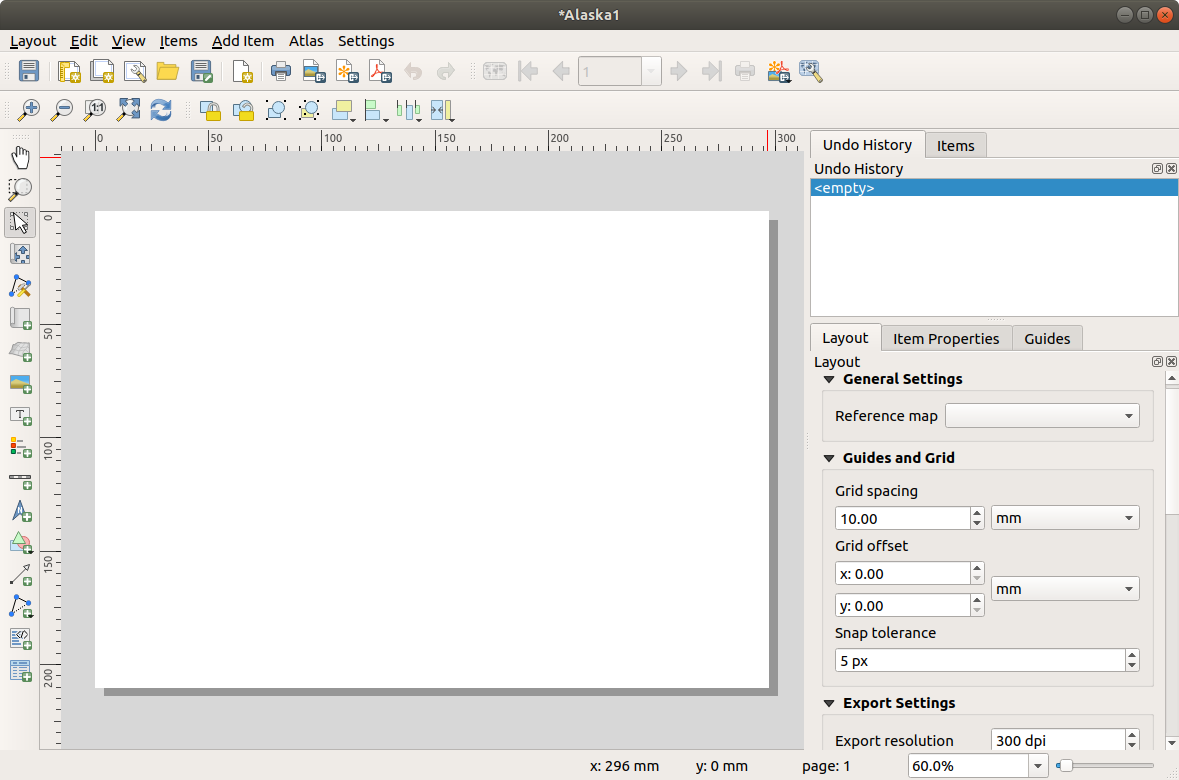 *Alaska1
Layout Edit View Items Add Item Atlas Settings
1
1:1
0 50 100 150 200 250 300
0
50
100
150
200
T
Undo History Items
Undo History
<empty>
Layout Item Properties Guides
Layout
General Settings
Reference map
Guides and Grid
Grid spacing
10.00 mm
Grid offset
x: 0.00
mm
y: 0.00
Snap tolerance
5 px
Export Settings
Export resolution 300 dpi
x: 296 mm y: 0 mm page: 1 60.0%